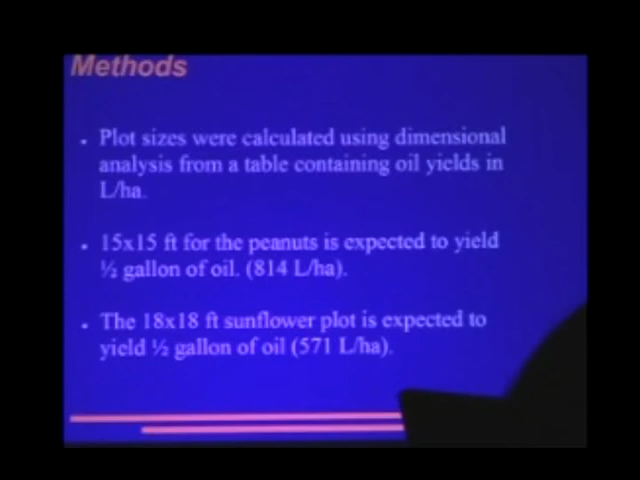 Methods
Plot sizes were calculated using dimensional
analysis from a table containing oil yields in
L/ha.
15x15 ft for the peanuts is expected to yield
½ gallon of oil. (814 L/ha).
The 18x18 ft sunflower plot is expected to
yield ½ gallon of oil (571 L/ha).